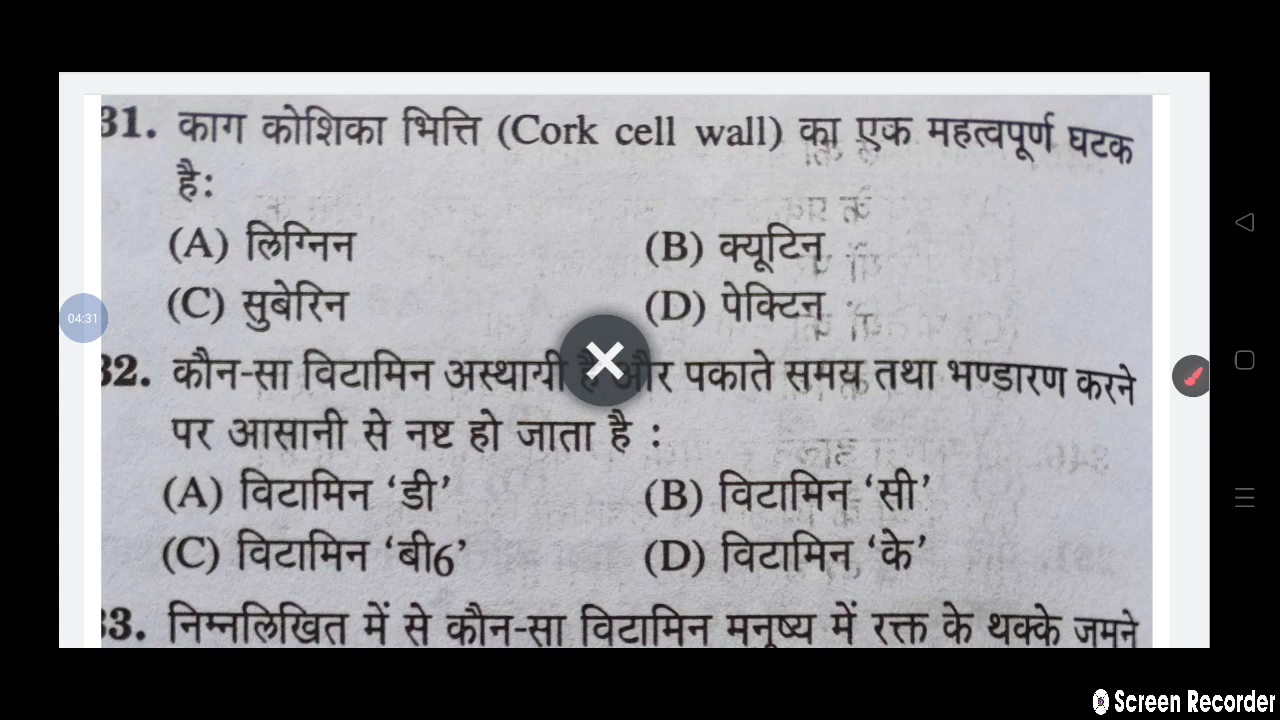 31. काग कोशिका भित्ति (Cork cell wall) का एक महत्वपूर्ण घटक
है:
(A) लिग्निन (B) क्यूटिन
(C) सुबेरिन (D) पेक्टिन
04:31
32. कौन-सा विटामिन अस्थायी है और पकाते समय तथा भण्डारण करने
पर आसानी से नष्ट हो जाता है :
(A) विटामिन ‘डी’ (B) विटामिन ‘सी’
(C) विटामिन ‘बी6’ (D) विटामिन ‘के’
33. निम्नलिखित में से कौन-सा विटामिन मनुष्य में रक्त के थक्के जमने
Screen Recorder